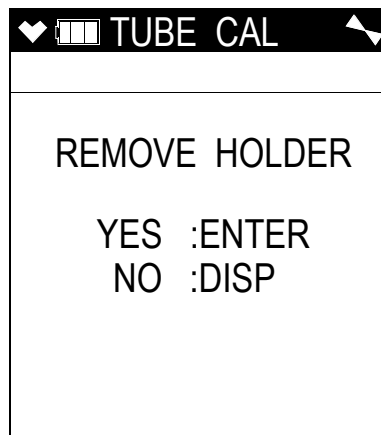 TUBE CAL
REMOVE HOLDER
YES :ENTER
NO :DISP